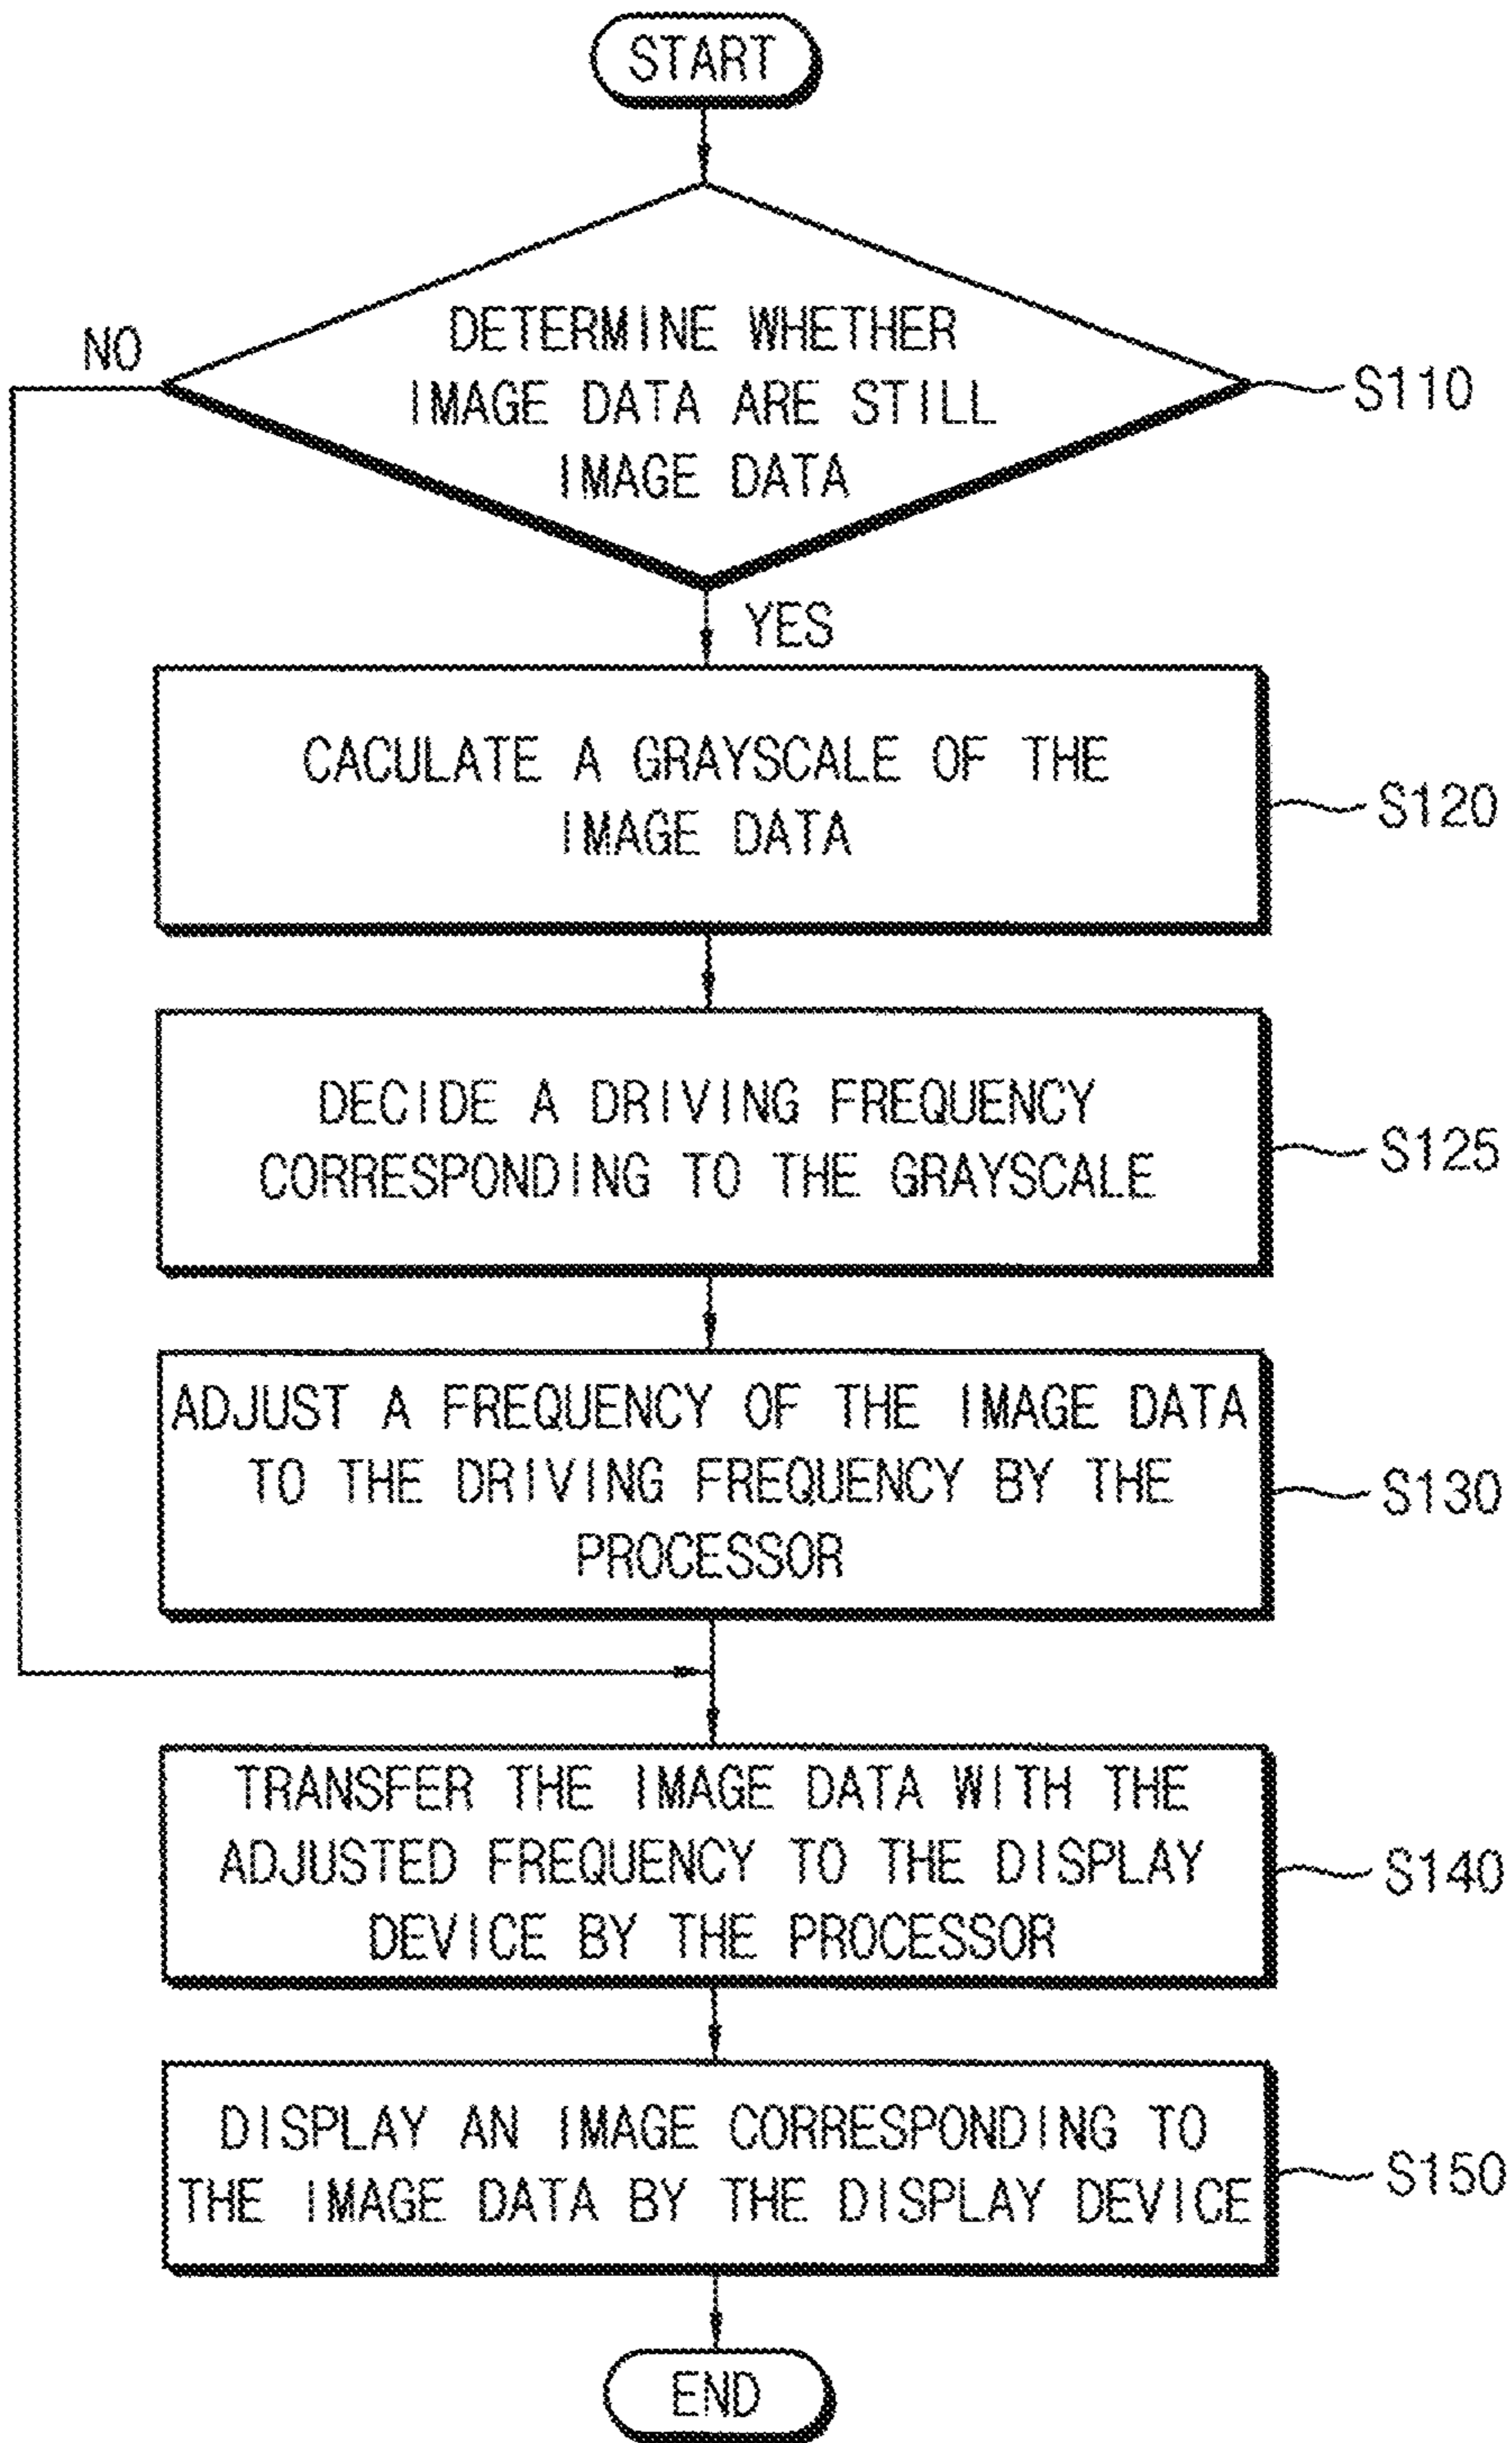 START
DETERMINE WHETHER
NO
IMAGE DATA ARE STILL
S110
IMAGE DATA
YES
CACULATE A GRAYSCALE OF THE
IMAGE DATA
S120
DECIDE A DRIVING FREQUENCY
CORRESPONDING TO THE GRAYSCALE
S125
ADJUST A FREQUENCY OF THE IMAGE DATA
TO THE DRIVING FREQUENCY BY THE
PROCESSOR
S130
TRANSFER THE IMAGE DATA WITH THE
ADJUSTED FREQUENCY TO THE DISPLAY
DEVICE BY THE PROCESSOR
S140
DISPLAY AN IMAGE CORRESPONDING TO
THE IMAGE DATA BY THE DISPLAY DEVICE
S150
END